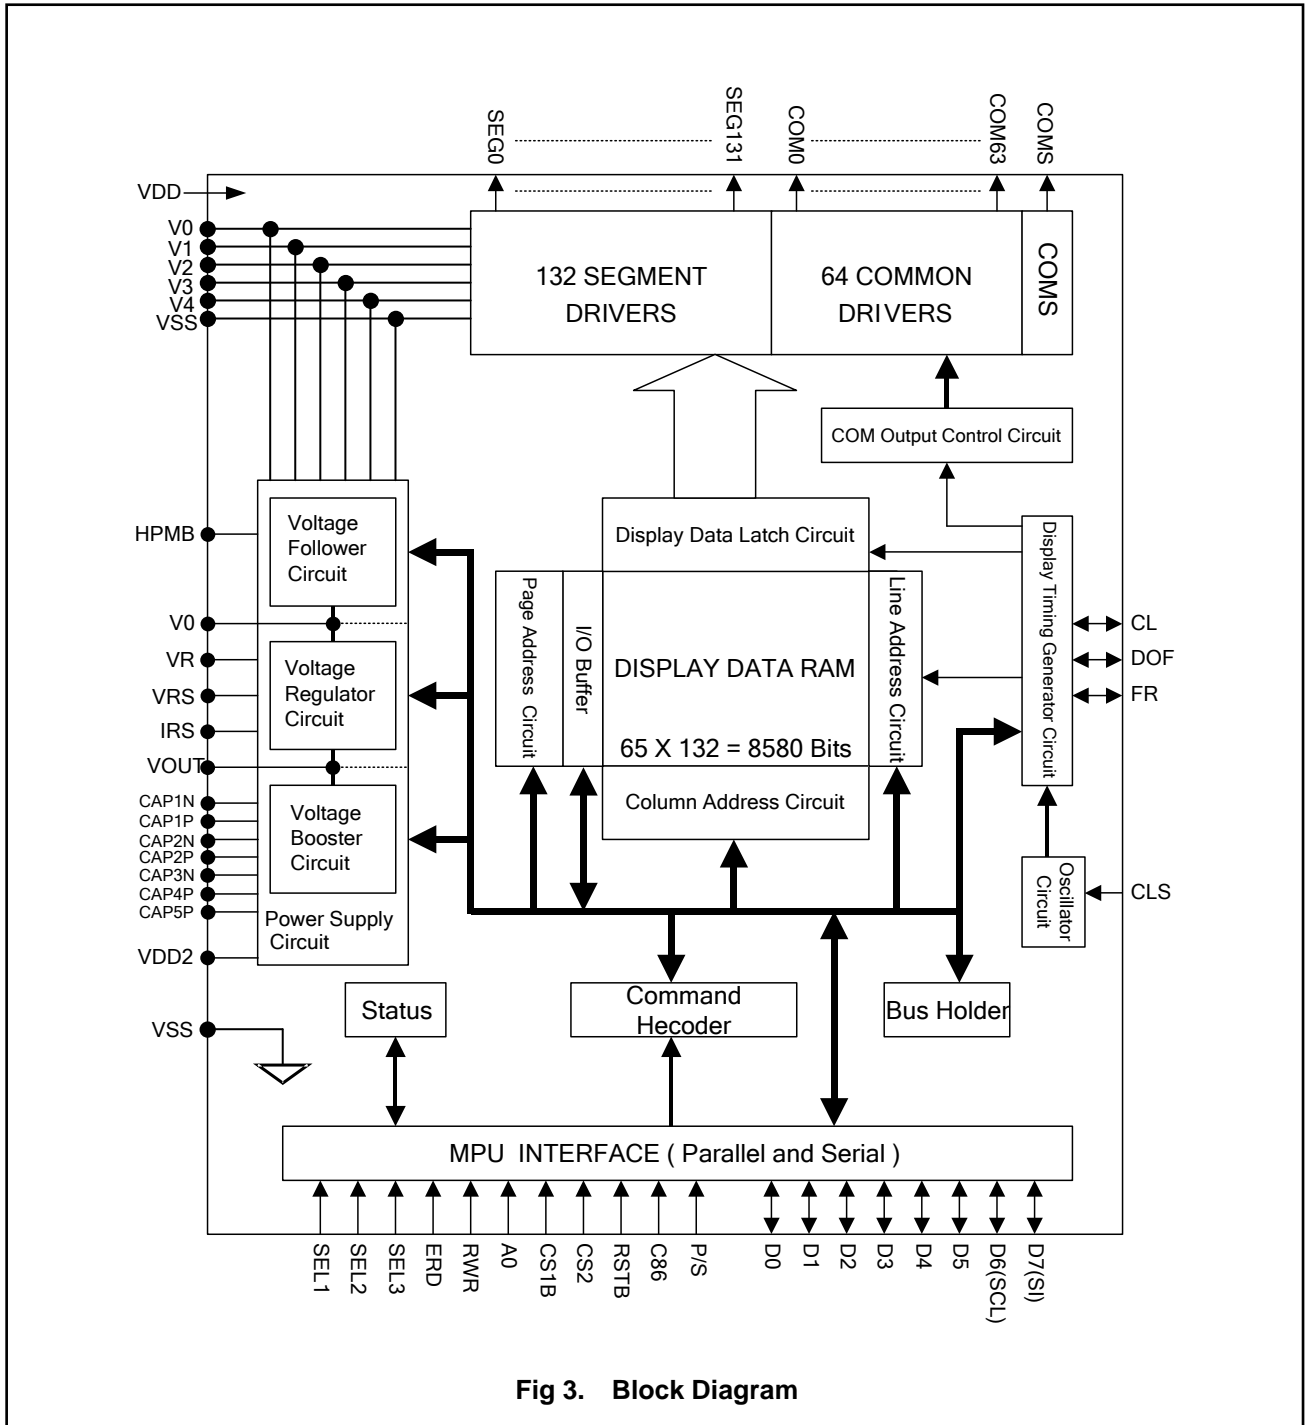 SEG0
SEG131
COM0
COM63
COMS
VDD
V0
V1
V2
V3
V4
VSS
132 SEGMENT
DRIVERS
64 COMMON
DRIVERS
COMS
COM Output Control Circuit
HPMB
V0
VR
VRS
IRS
VOUT
CAP1N
CAP1P
CAP2N
CAP2P
CAP3N
CAP4P
CAP5P
VDD2
VSS
Voltage
Follower
Circuit
Voltage
Regulator
Circuit
Voltage
Booster
Circuit
Power Supply
Circuit
Display Data Latch Circuit
Page Address Circuit
I/O Buffer
DISPLAY DATA RAM
65 X 132 = 8580 Bits
Line Address Circuit
Column Address Circuit
Display Timing Generator Circuit
CL
DOF
FR
Oscillator
Circuit
CLS
Status
Command
Hecoder
Bus Holder
MPU INTERFACE ( Parallel and Serial )
SEL1
SEL2
SEL3
ERD
RWR
A0
CS1B
CS2
RSTB
C86
P/S
D0
D1
D2
D3
D4
D5
D6(SCL)
D7(SI)
Fig 3. Block Diagram